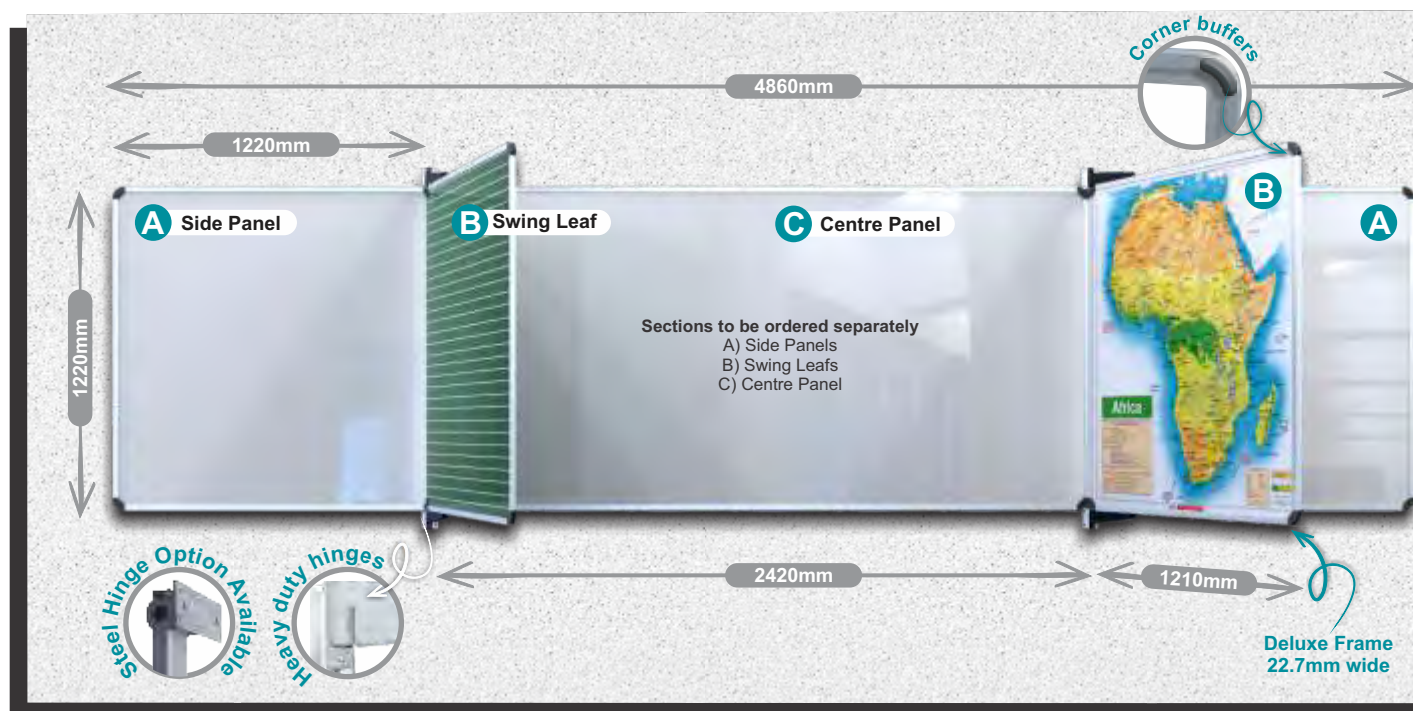 Corner buffers
4860mm
1220mm
A Side Panel
B Swing Leaf
C Centre Panel
B
A
1220mm
Sections to be ordered separately
A) Side Panels
B) Swing Leafs
C) Centre Panel
Africa
Steel Hinge Option Available
Heavy duty hinges
2420mm
1210mm
Deluxe Frame
22.7mm wide